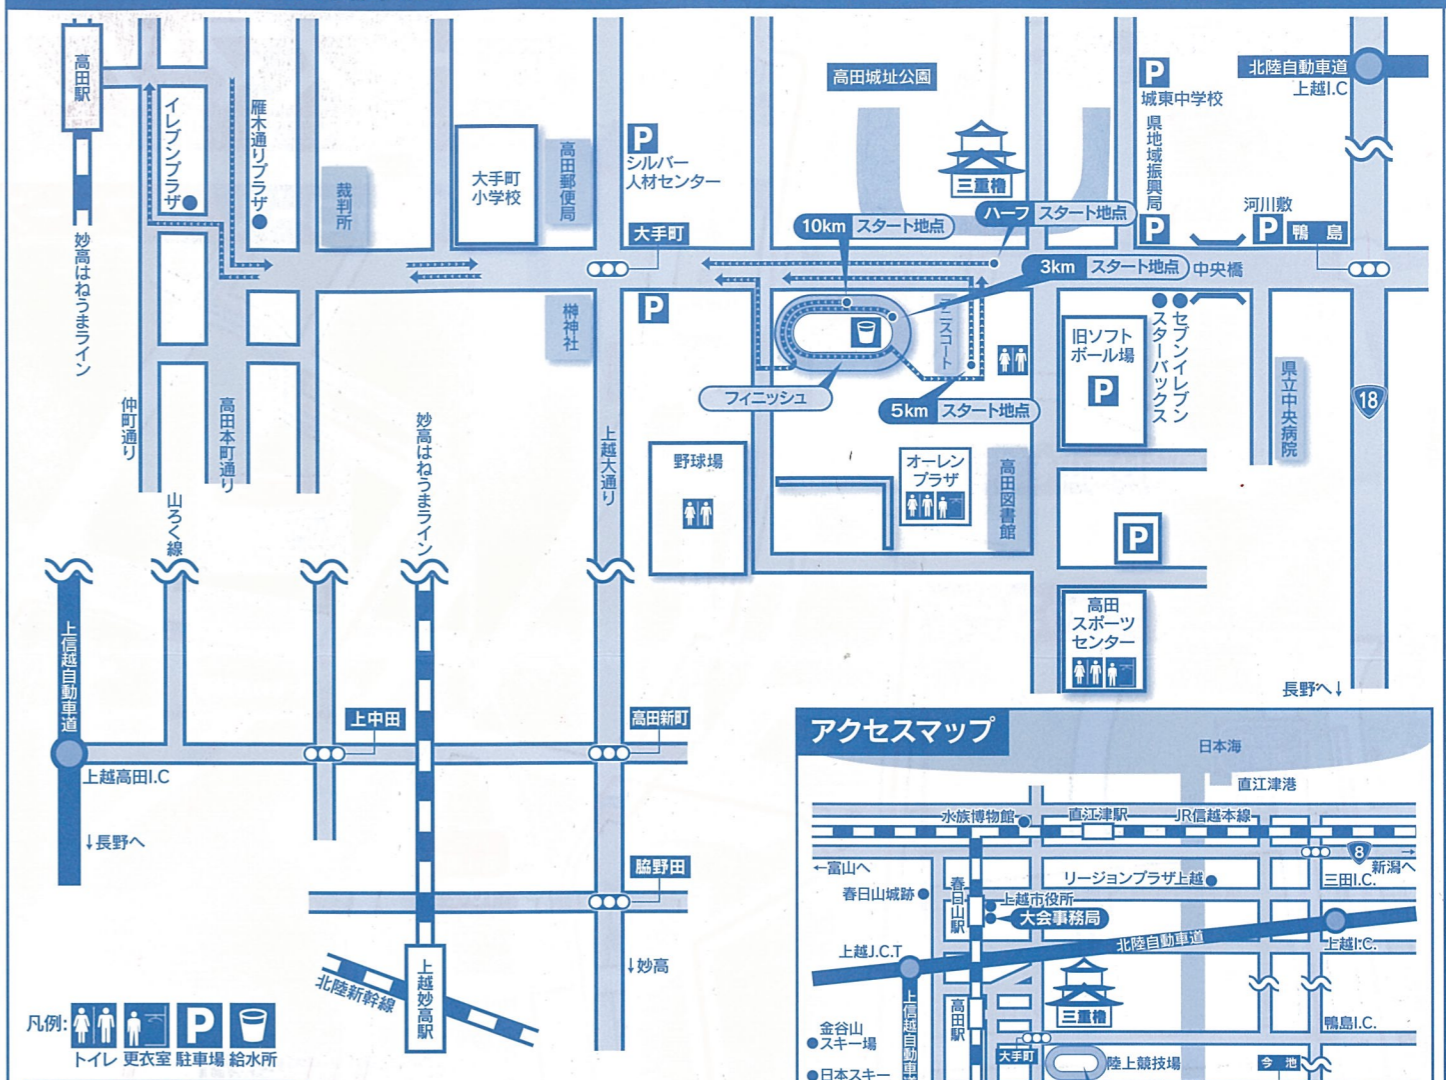 高田駅
イレブンプラザ
雁木通りプラザ
裁判所
大手町
小学校
高田郵便局
P
シルバー
人材センター
大手町
高田城址公園
三重櫓
P
城東中学校
県地域振興局
P
北陸自動車道
上越I.C
河川敷
P
鴨島
10km スタート地点
ハーフ スタート地点
3km スタート地点
中央橋
妙高はねうまライン
榊神社
P
テニスコート
フィニッシュ
5km スタート地点
旧ソフト
ボール場
P
セブンイレブン
スターバックス
県立中央病院
18
仲町通り
高田本町通り
妙高はねうまライン
上越大通り
野球場
オーレン
プラザ
高田図書館
P
山ろく線
高田
スポーツ
センター
長野へ↓
上信越自動車道
上中田
高田新町
上越高田I.C
↓長野へ
脇野田
↓妙高
北陸新幹線
上越妙高駅
凡例:
P
トイレ 更衣室 駐車場 給水所
アクセスマップ
日本海
直江津港
水族博物館
直江津駅
JR信越本線
8
←富山へ
→
新潟へ
リージョンプラザ上越
三田I.C.
春日山城跡
春日山駅
上越市役所
大会事務局
北陸自動車道
上越J.C.T
上越I.C.
上信越自動車
高田駅
三重櫓
鴨島I.C.
金谷山
スキー場
大手町
陸上競技場
今池
日本スキー